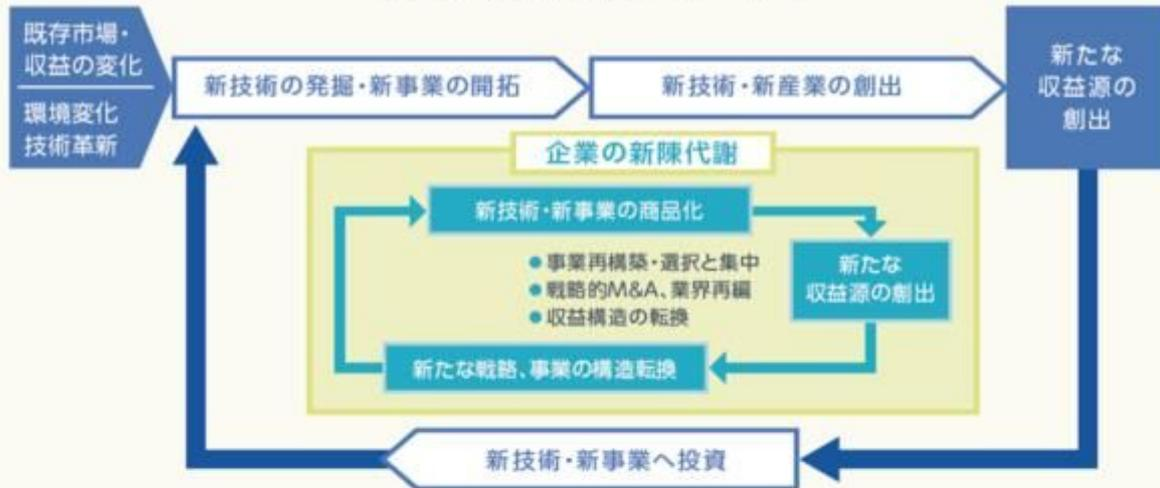 既存市場・
収益の変化
環境変化
技術革新
新技術の発掘・新事業の開拓
新技術・新産業の創出
新たな
収益源の
創出
企業の新陳代謝
新技術・新事業の商品化
●事業再構築・選択と集中
●戦略的M&A、業界再編
●収益構造の転換
新たな
収益源の創出
新たな戦略、事業の構造転換
新技術・新事業へ投資